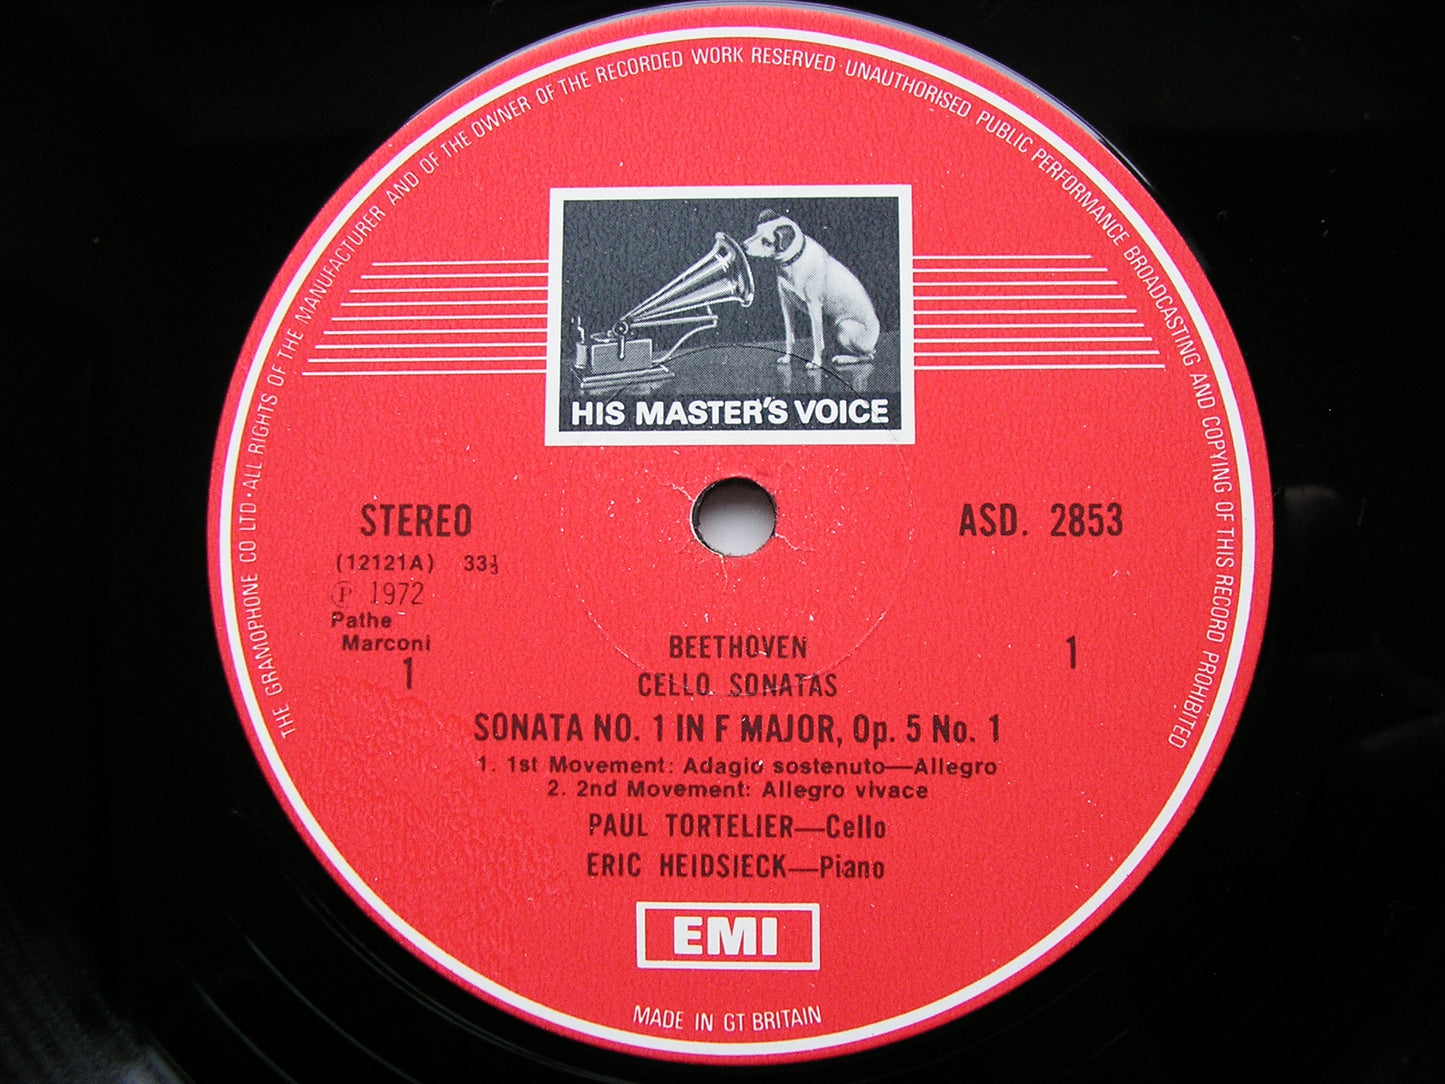 THE GRAMOPHONE CO LTD · ALL RIGHTS OF THE MANUFACTURER AND OF THE OWNER OF THE RECORDED WORK RESERVED UNAUTHORISED PUBLIC PERFORMANCE BROADCASTING AND COPYING OF THIS RECORD PROHIBITED
HIS MASTER'S VOICE
STEREO
ASD. 2853
(12121A) 33⅓
Ⓟ 1972
Pathe
Marconi
1
1
BEETHOVEN
CELLO SONATAS
SONATA NO. 1 IN F MAJOR, Op. 5 No. 1
1. 1st Movement: Adagio sostenuto—Allegro
2. 2nd Movement: Allegro vivace
PAUL TORTELIER—Cello
ERIC HEIDSIECK—Piano
EMI
MADE IN GT. BRITAIN